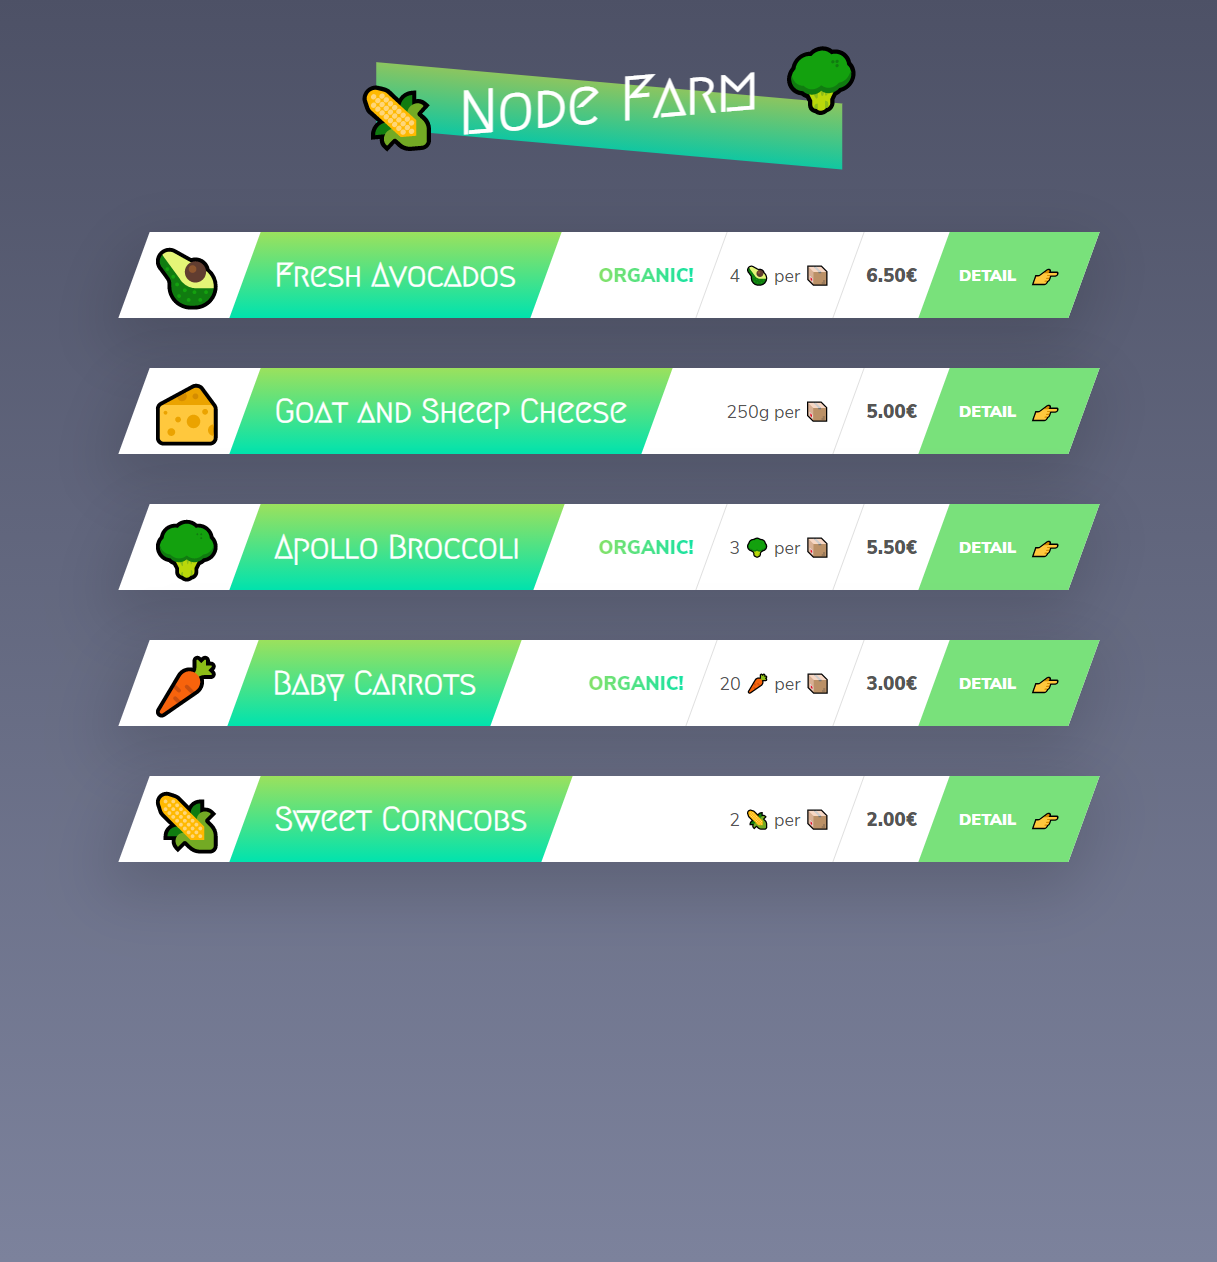 🌽 Node Farm 🥦
🥑 Fresh Avocados ORGANIC! 4 🥑 per 📦 6.50€ DETAIL 👉
🧀 Goat and Sheep Cheese 250g per 📦 5.00€ DETAIL 👉
🥦 Apollo Broccoli ORGANIC! 3 🥦 per 📦 5.50€ DETAIL 👉
🥕 Baby Carrots ORGANIC! 20 🥕 per 📦 3.00€ DETAIL 👉
🌽 Sweet Corncobs 2 🌽 per 📦 2.00€ DETAIL 👉